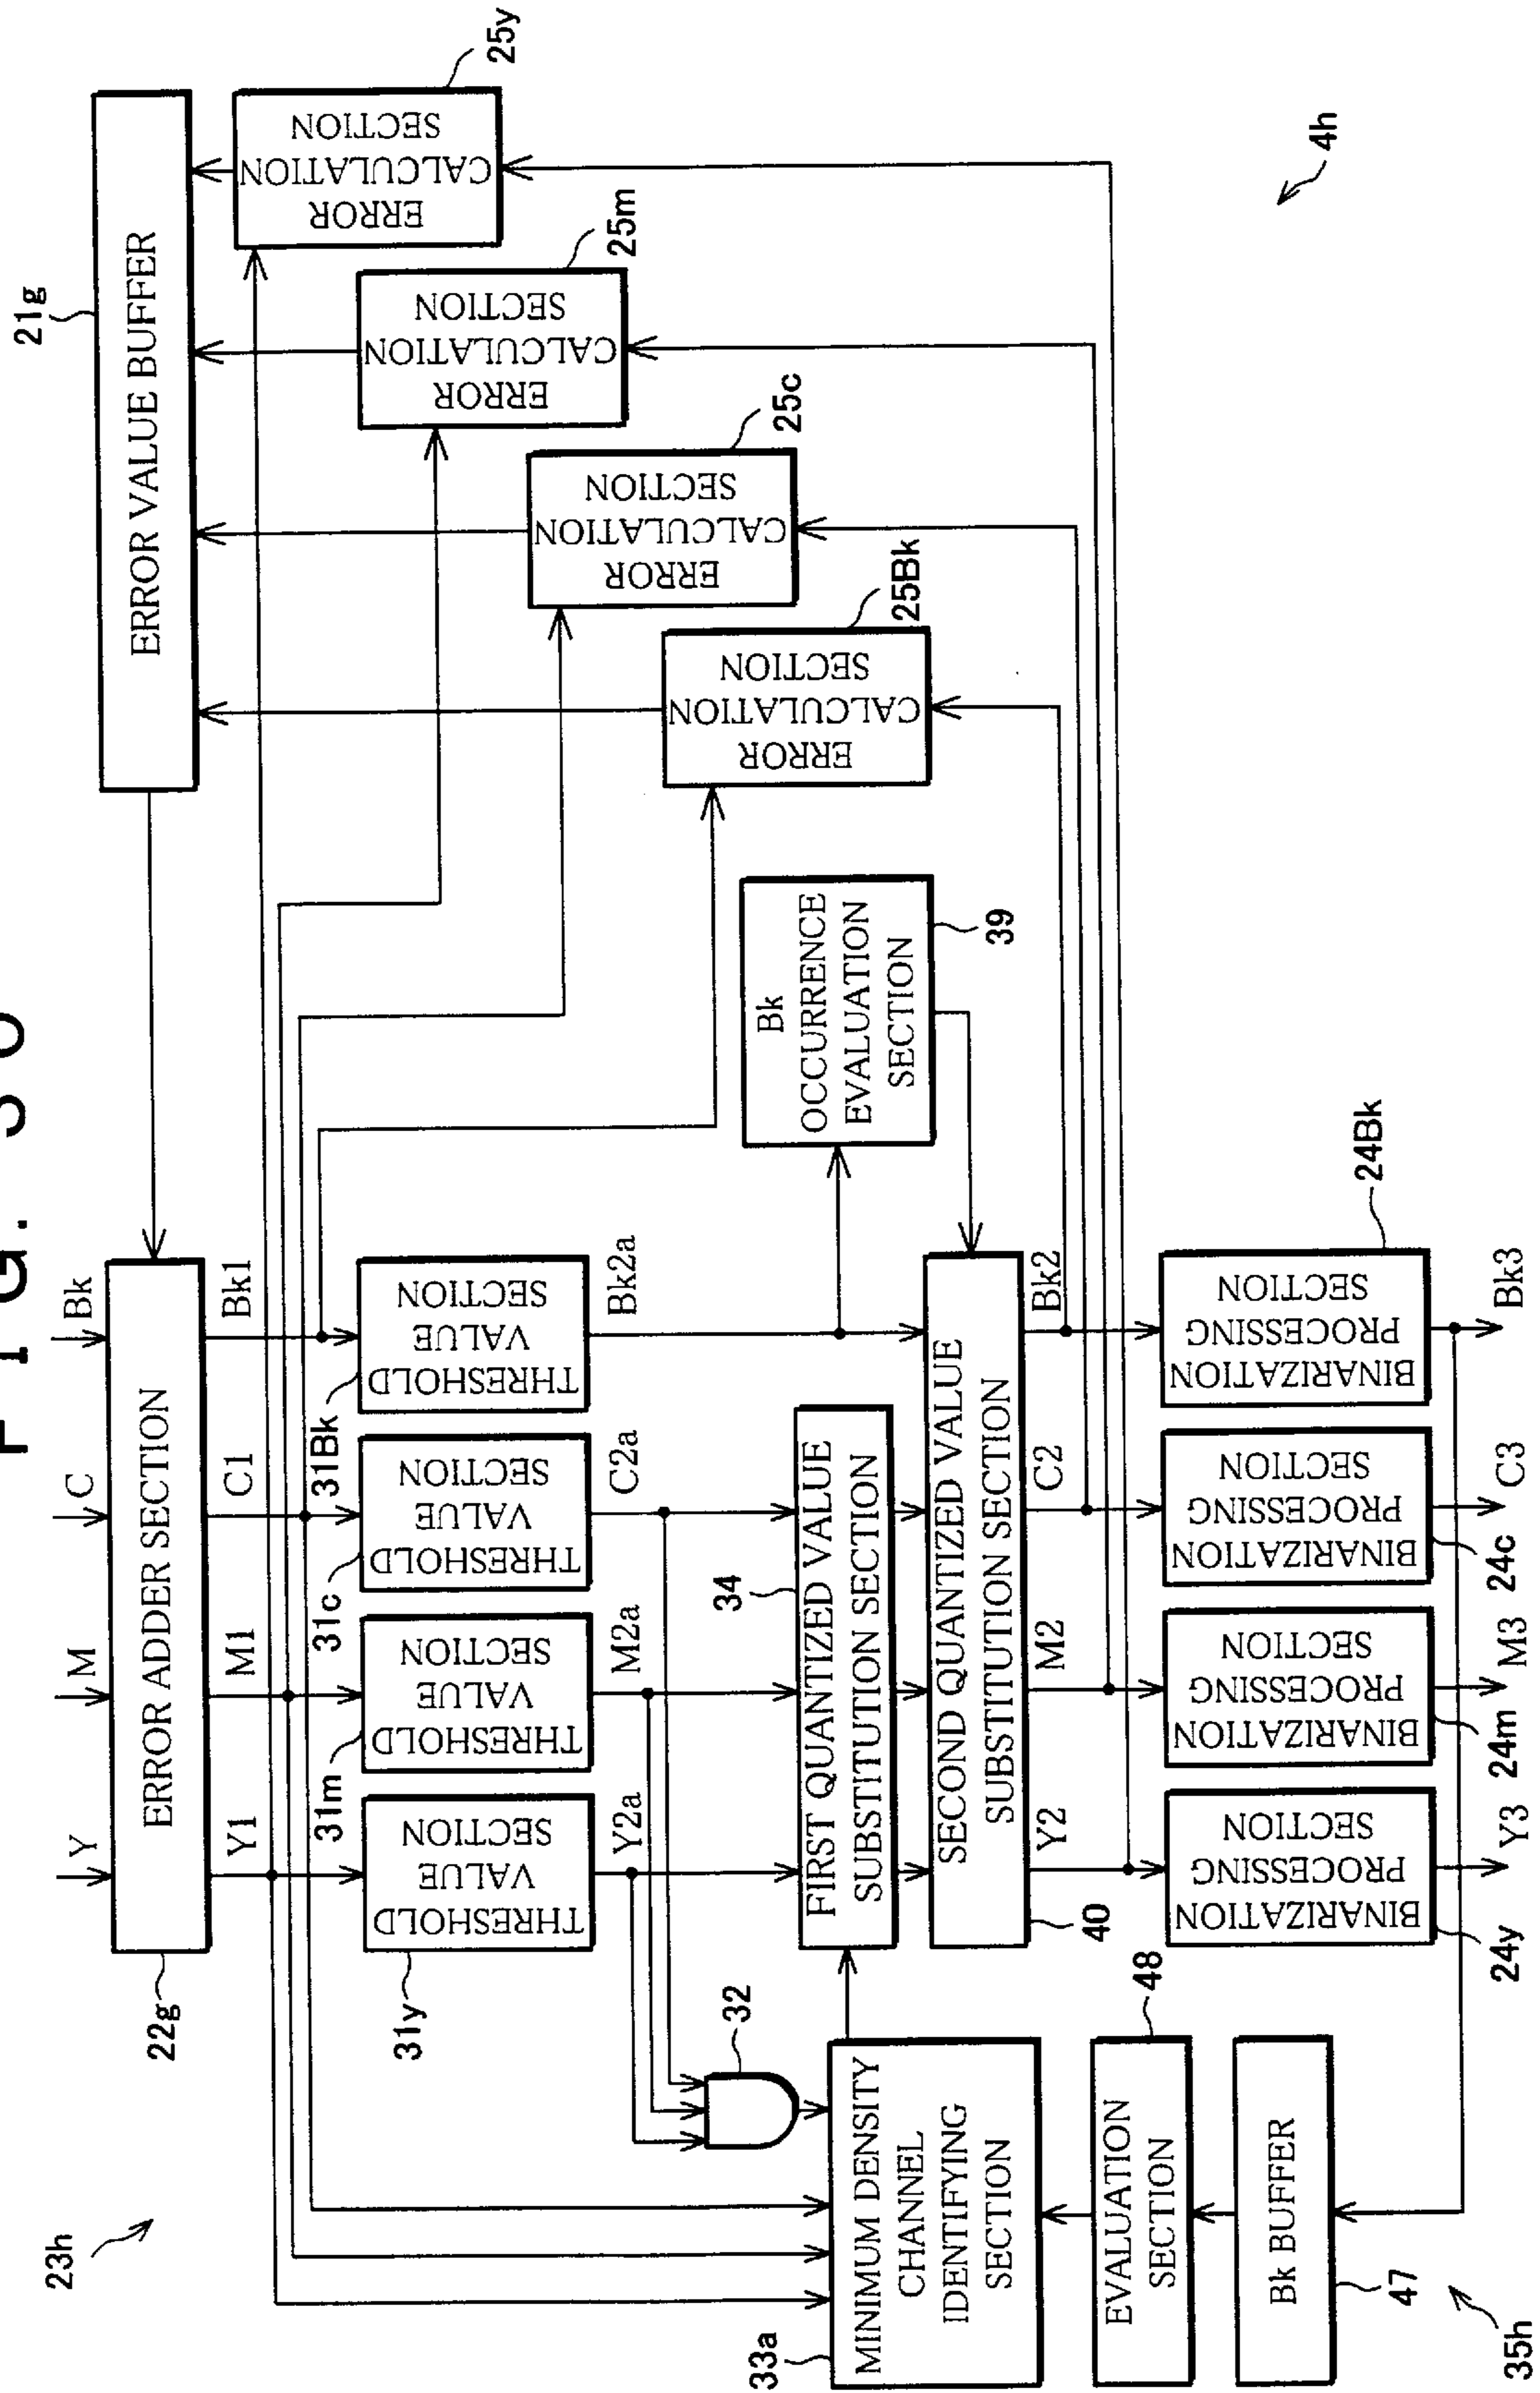 F I G. 3
Y
M
C
Bk
22g
ERROR ADDER SECTION
21g
ERROR VALUE BUFFER
23h
Y1
M1
C1
Bk1
31y
THRESHOLD
VALUE
SECTION
31m
THRESHOLD
VALUE
SECTION
31c
THRESHOLD
VALUE
SECTION
31Bk
THRESHOLD
VALUE
SECTION
25y
ERROR
CALCULATION
SECTION
25m
ERROR
CALCULATION
SECTION
25c
ERROR
CALCULATION
SECTION
25Bk
ERROR
CALCULATION
SECTION
Y2a
M2a
C2a
Bk2a
32
34
FIRST QUANTIZED VALUE
SUBSTITUTION SECTION
Bk
OCCURRENCE
EVALUATION
SECTION
39
33a
MINIMUM DENSITY
CHANNEL
IDENTIFYING
SECTION
SECOND QUANTIZED VALUE
SUBSTITUTION SECTION
40
Y2
M2
C2
Bk2
48
EVALUATION
SECTION
Bk BUFFER
47
24y
BINARIZATION
PROCESSING
SECTION
24m
BINARIZATION
PROCESSING
SECTION
24c
BINARIZATION
PROCESSING
SECTION
24Bk
BINARIZATION
PROCESSING
SECTION
4h
35h
Y3
M3
C3
Bk3